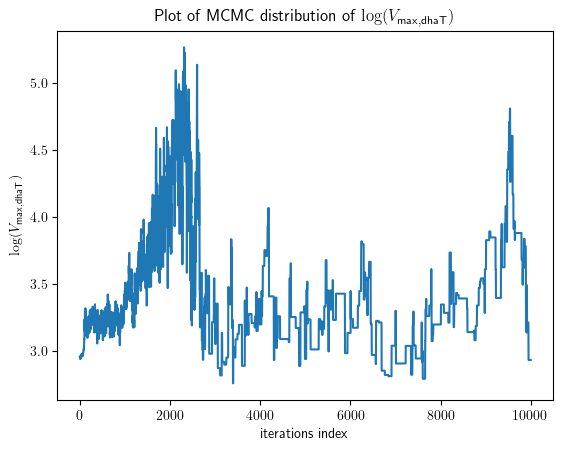 Plot of MCMC distribution of log(V_max,dhaT)
log(V_max,dhaT)
5.0
4.5
4.0
3.5
3.0
0 2000 4000 6000 8000 10000
iterations index